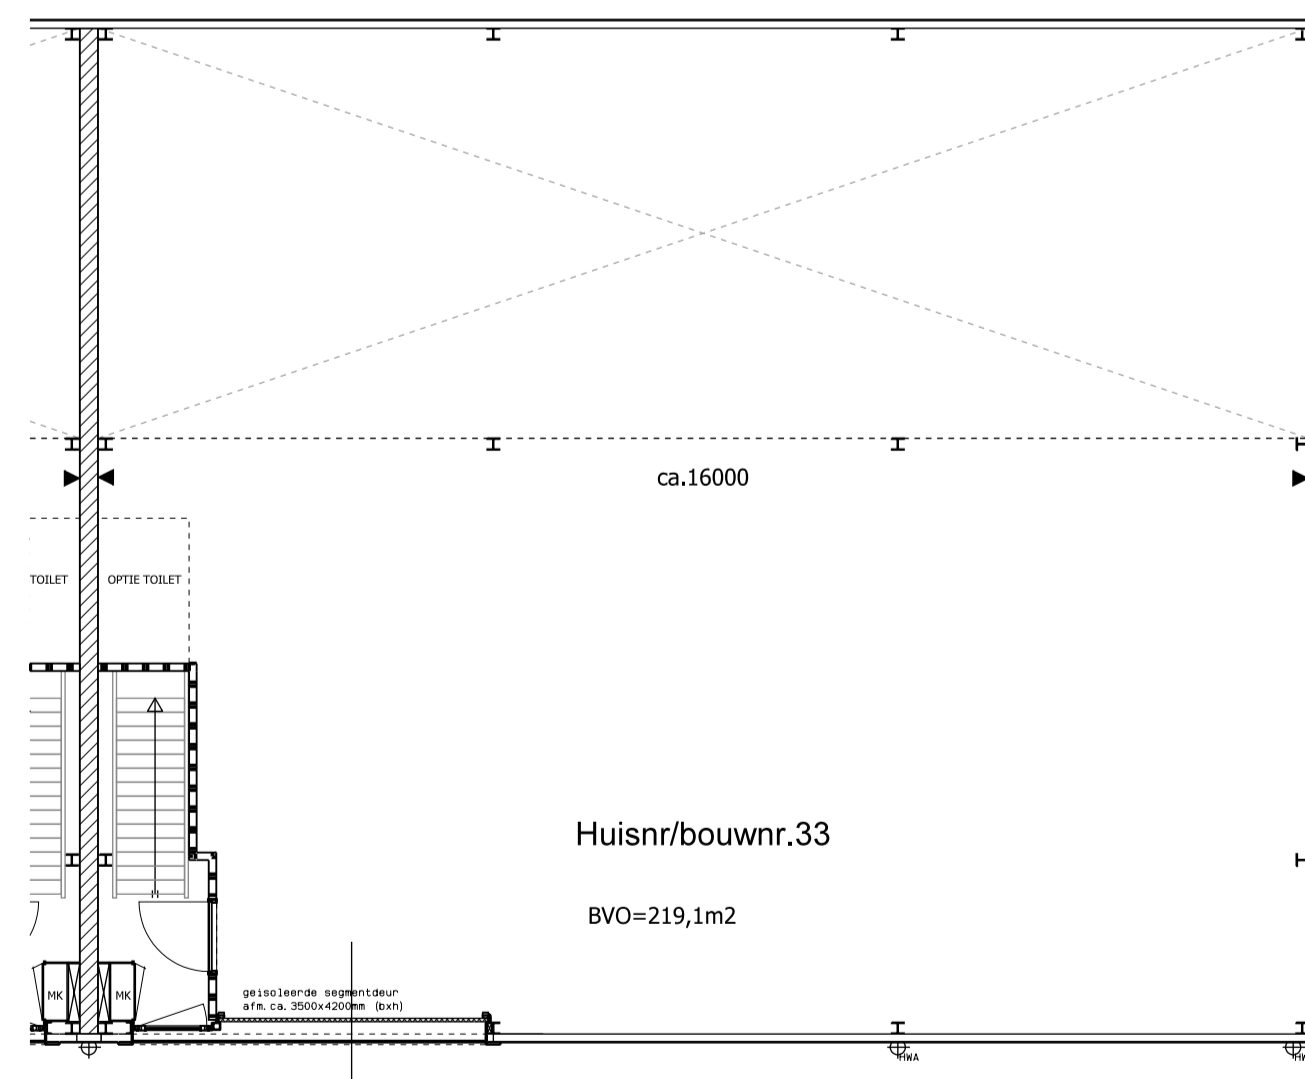 ca.16000
TOILET
OPTIE TOILET
Huisnr/bouwnr.33
BVO=219,1m2
MK
MK
geisoleerde segmentdeur
afm. ca. 3500x4200mm (bxh)
HWA
HW